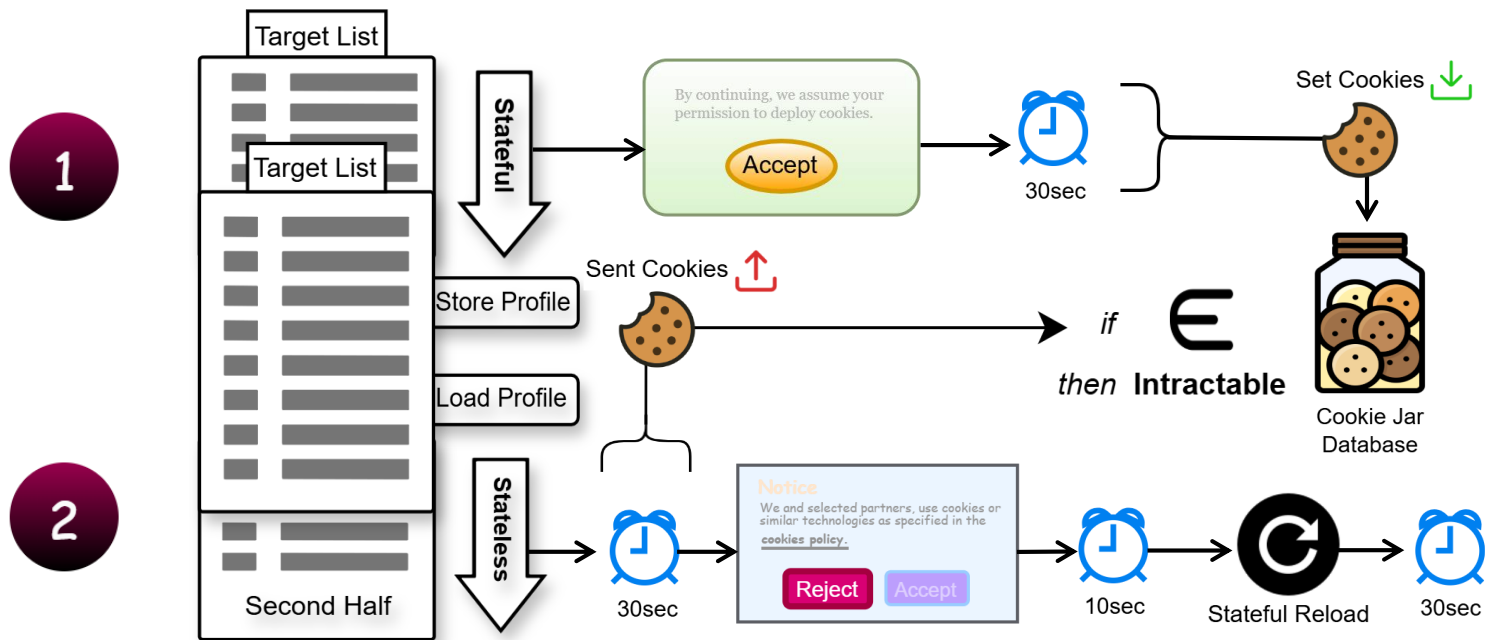 Target List
1
Target List
Stateful
By continuing, we assume your
permission to deploy cookies.
Accept
30sec
Set Cookies
Store Profile
Sent Cookies
Load Profile
if ∈
then Intractable
Cookie Jar
Database
2
Second Half
Stateless
30sec
Notice
We and selected partners, use cookies or
similar technologies as specified in the
cookies policy.
Reject
Accept
10sec
Stateful Reload
30sec